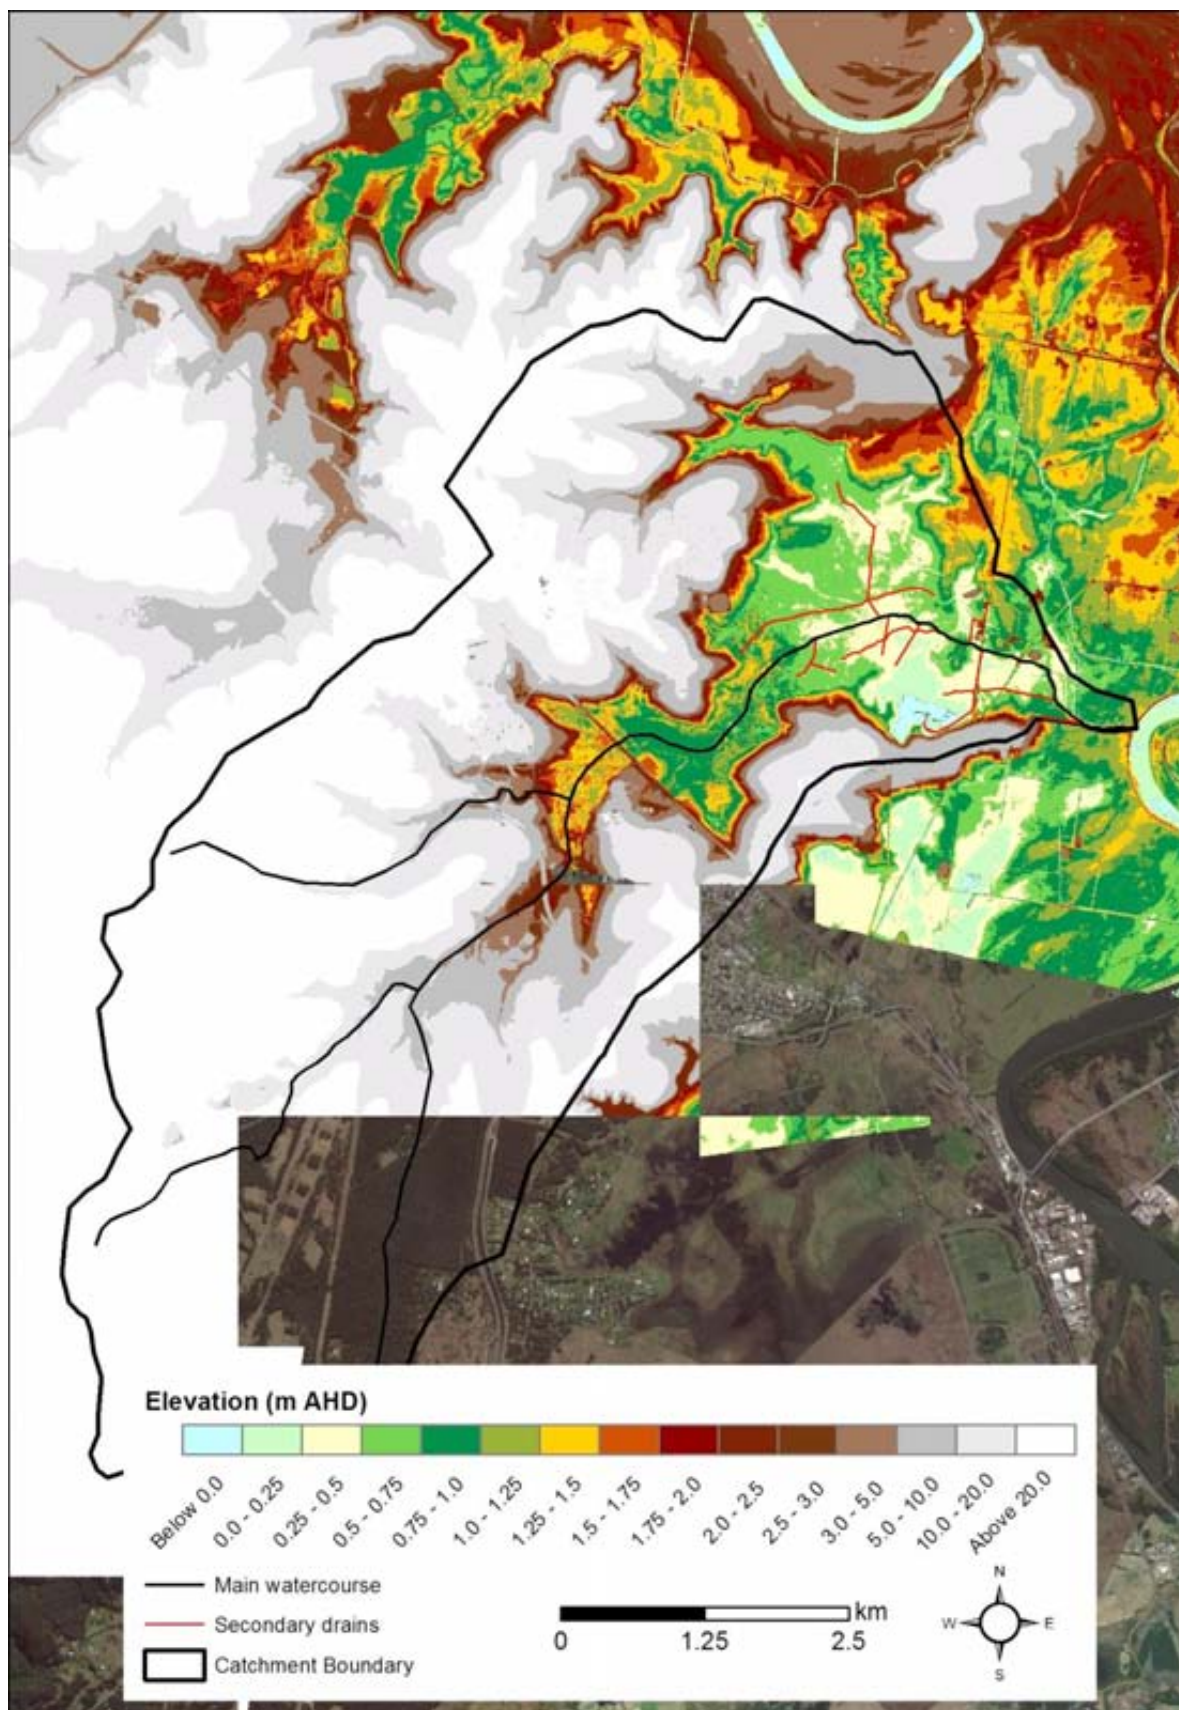 Elevation (m AHD)
Below 0.0
0.0 - 0.25
0.25 - 0.5
0.5 - 0.75
0.75 - 1.0
1.0 - 1.25
1.25 - 1.5
1.5 - 1.75
1.75 - 2.0
2.0 - 2.5
2.5 - 3.0
3.0 - 5.0
5.0 - 10.0
10.0 - 20.0
Above 20.0
Main watercourse
Secondary drains
Catchment Boundary
km
0 1.25 2.5
N
W E
S